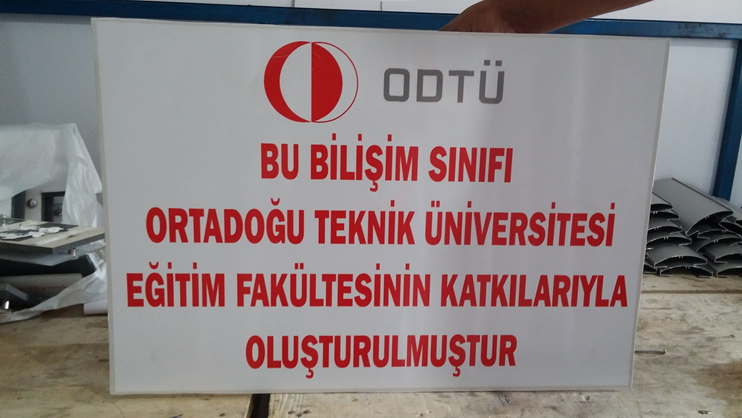 ODTÜ
BU BİLİŞİM SINIFI
ORTADOĞU TEKNİK ÜNİVERSİTESİ
EĞİTİM FAKÜLTESİNİN KATKILARIYLA
OLUŞTURULMUŞTUR